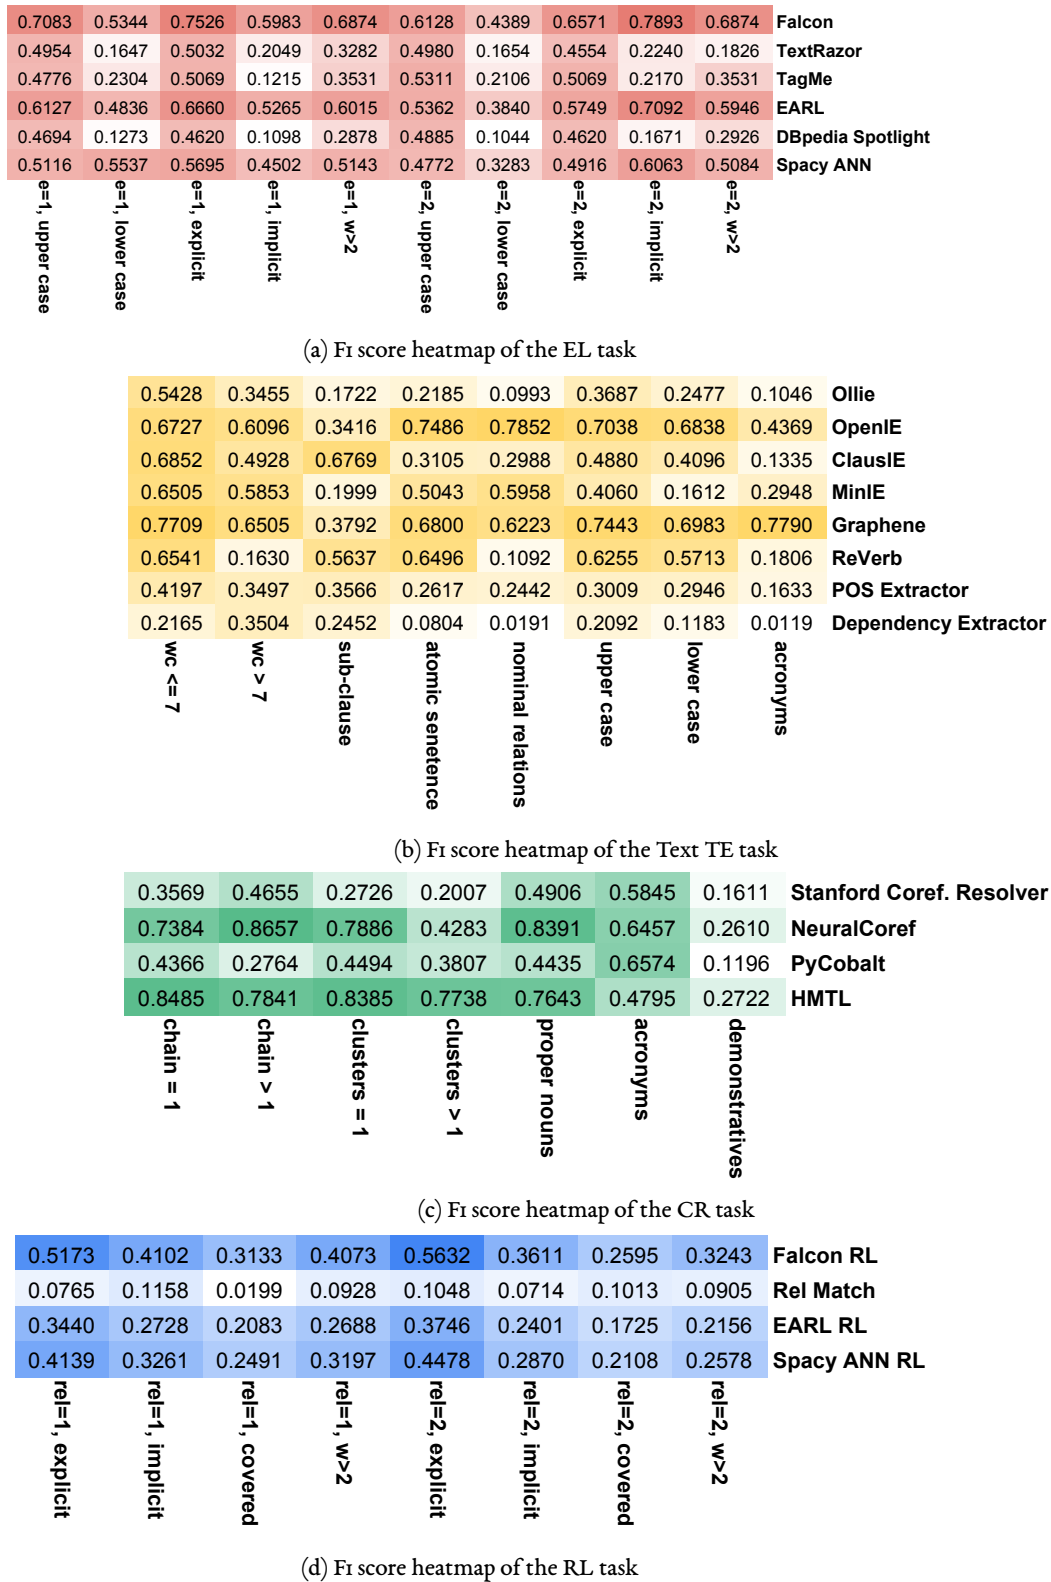 0.7083 0.5344 0.7526 0.5983 0.6874 0.6128 0.4389 0.6571 0.7893 0.6874 Falcon
0.4954 0.1647 0.5032 0.2049 0.3282 0.4980 0.1654 0.4554 0.2240 0.1826 TextRazor
0.4776 0.2304 0.5069 0.1215 0.3531 0.5311 0.2106 0.5069 0.2170 0.3531 TagMe
0.6127 0.4836 0.6660 0.5265 0.6015 0.5362 0.3840 0.5749 0.7092 0.5946 EARL
0.4694 0.1273 0.4620 0.1098 0.2878 0.4885 0.1044 0.4620 0.1671 0.2926 DBpedia Spotlight
0.5116 0.5537 0.5695 0.4502 0.5143 0.4772 0.3283 0.4916 0.6063 0.5084 Spacy ANN
e=1, upper case
e=1, lower case
e=1, explicit
e=1, implicit
e=1, w>2
e=2, upper case
e=2, lower case
e=2, explicit
e=2, implicit
e=2, w>2
(a) F1 score heatmap of the EL task
0.5428 0.3455 0.1722 0.2185 0.0993 0.3687 0.2477 0.1046 Ollie
0.6727 0.6096 0.3416 0.7486 0.7852 0.7038 0.6838 0.4369 OpenIE
0.6852 0.4928 0.6769 0.3105 0.2988 0.4880 0.4096 0.1335 ClausIE
0.6505 0.5853 0.1999 0.5043 0.5958 0.4060 0.1612 0.2948 MinIE
0.7709 0.6505 0.3792 0.6800 0.6223 0.7443 0.6983 0.7790 Graphene
0.6541 0.1630 0.5637 0.6496 0.1092 0.6255 0.5713 0.1806 ReVerb
0.4197 0.3497 0.3566 0.2617 0.2442 0.3009 0.2946 0.1633 POS Extractor
0.2165 0.3504 0.2452 0.0804 0.0191 0.2092 0.1183 0.0119 Dependency Extractor
wc <= 7
wc > 7
sub-clause
atomic senetence
nominal relations
upper case
lower case
acronyms
(b) F1 score heatmap of the Text TE task
0.3569 0.4655 0.2726 0.2007 0.4906 0.5845 0.1611 Stanford Coref. Resolver
0.7384 0.8657 0.7886 0.4283 0.8391 0.6457 0.2610 NeuralCoref
0.4366 0.2764 0.4494 0.3807 0.4435 0.6574 0.1196 PyCobalt
0.8485 0.7841 0.8385 0.7738 0.7643 0.4795 0.2722 HMTL
chain = 1
chain > 1
clusters = 1
clusters > 1
proper nouns
acronyms
demonstratives
(c) F1 score heatmap of the CR task
0.5173 0.4102 0.3133 0.4073 0.5632 0.3611 0.2595 0.3243 Falcon RL
0.0765 0.1158 0.0199 0.0928 0.1048 0.0714 0.1013 0.0905 Rel Match
0.3440 0.2728 0.2083 0.2688 0.3746 0.2401 0.1725 0.2156 EARL RL
0.4139 0.3261 0.2491 0.3197 0.4478 0.2870 0.2108 0.2578 Spacy ANN RL
rel=1, explicit
rel=1, implicit
rel=1, covered
rel=1, w>2
rel=2, explicit
rel=2, implicit
rel=2, covered
rel=2, w>2
(d) F1 score heatmap of the RL task